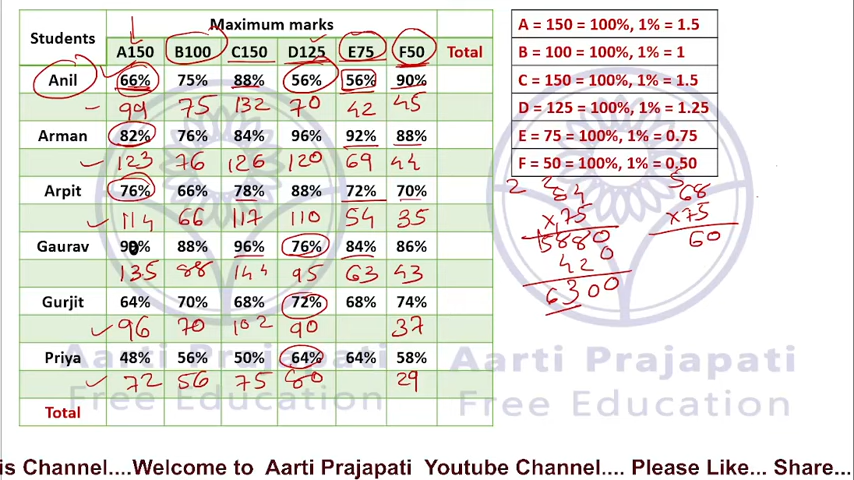 Students Maximum marks
A150 B100 C150 D125 E75 F50 Total
Anil 66% 75% 88% 56% 56% 90%
99 75 132 70 42 45
Arman 82% 76% 84% 96% 92% 88%
123 76 126 120 69 44
Arpit 76% 66% 78% 88% 72% 70%
114 66 117 110 54 35
Gaurav 90% 88% 96% 76% 84% 86%
135 88 144 95 63 43
Gurjit 64% 70% 68% 72% 68% 74%
96 70 102 90 37
Priya 48% 56% 50% 64% 64% 58%
72 56 75 80 29
Total
A = 150 = 100%, 1% = 1.5
B = 100 = 100%, 1% = 1
C = 150 = 100%, 1% = 1.5
D = 125 = 100%, 1% = 1.25
E = 75 = 100%, 1% = 0.75
F = 50 = 100%, 1% = 0.50
84
x.75
420
6300
68
x75
60
Aarti Prajapati
Free Education
Aarti Prajapati
Free Education
is Channel....Welcome to Aarti Prajapati Youtube Channel.... Please Like... Share...